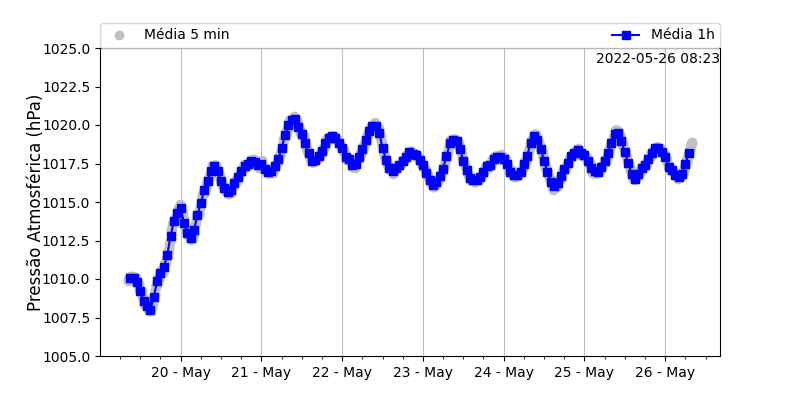 Média 5 min
Média 1h
2022-05-26 08:23
Pressão Atmosférica (hPa)
1025.0
1022.5
1020.0
1017.5
1015.0
1012.5
1010.0
1007.5
1005.0
20 - May
21 - May
22 - May
23 - May
24 - May
25 - May
26 - May